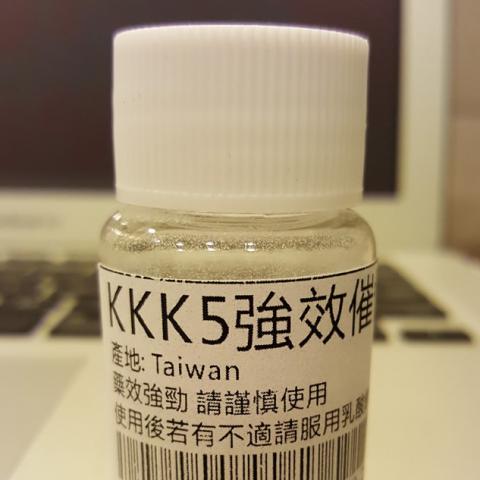 KKK5強效催
產地: Taiwan
藥效強勁 請謹慎使用
使用後若有不適請服用乳酸